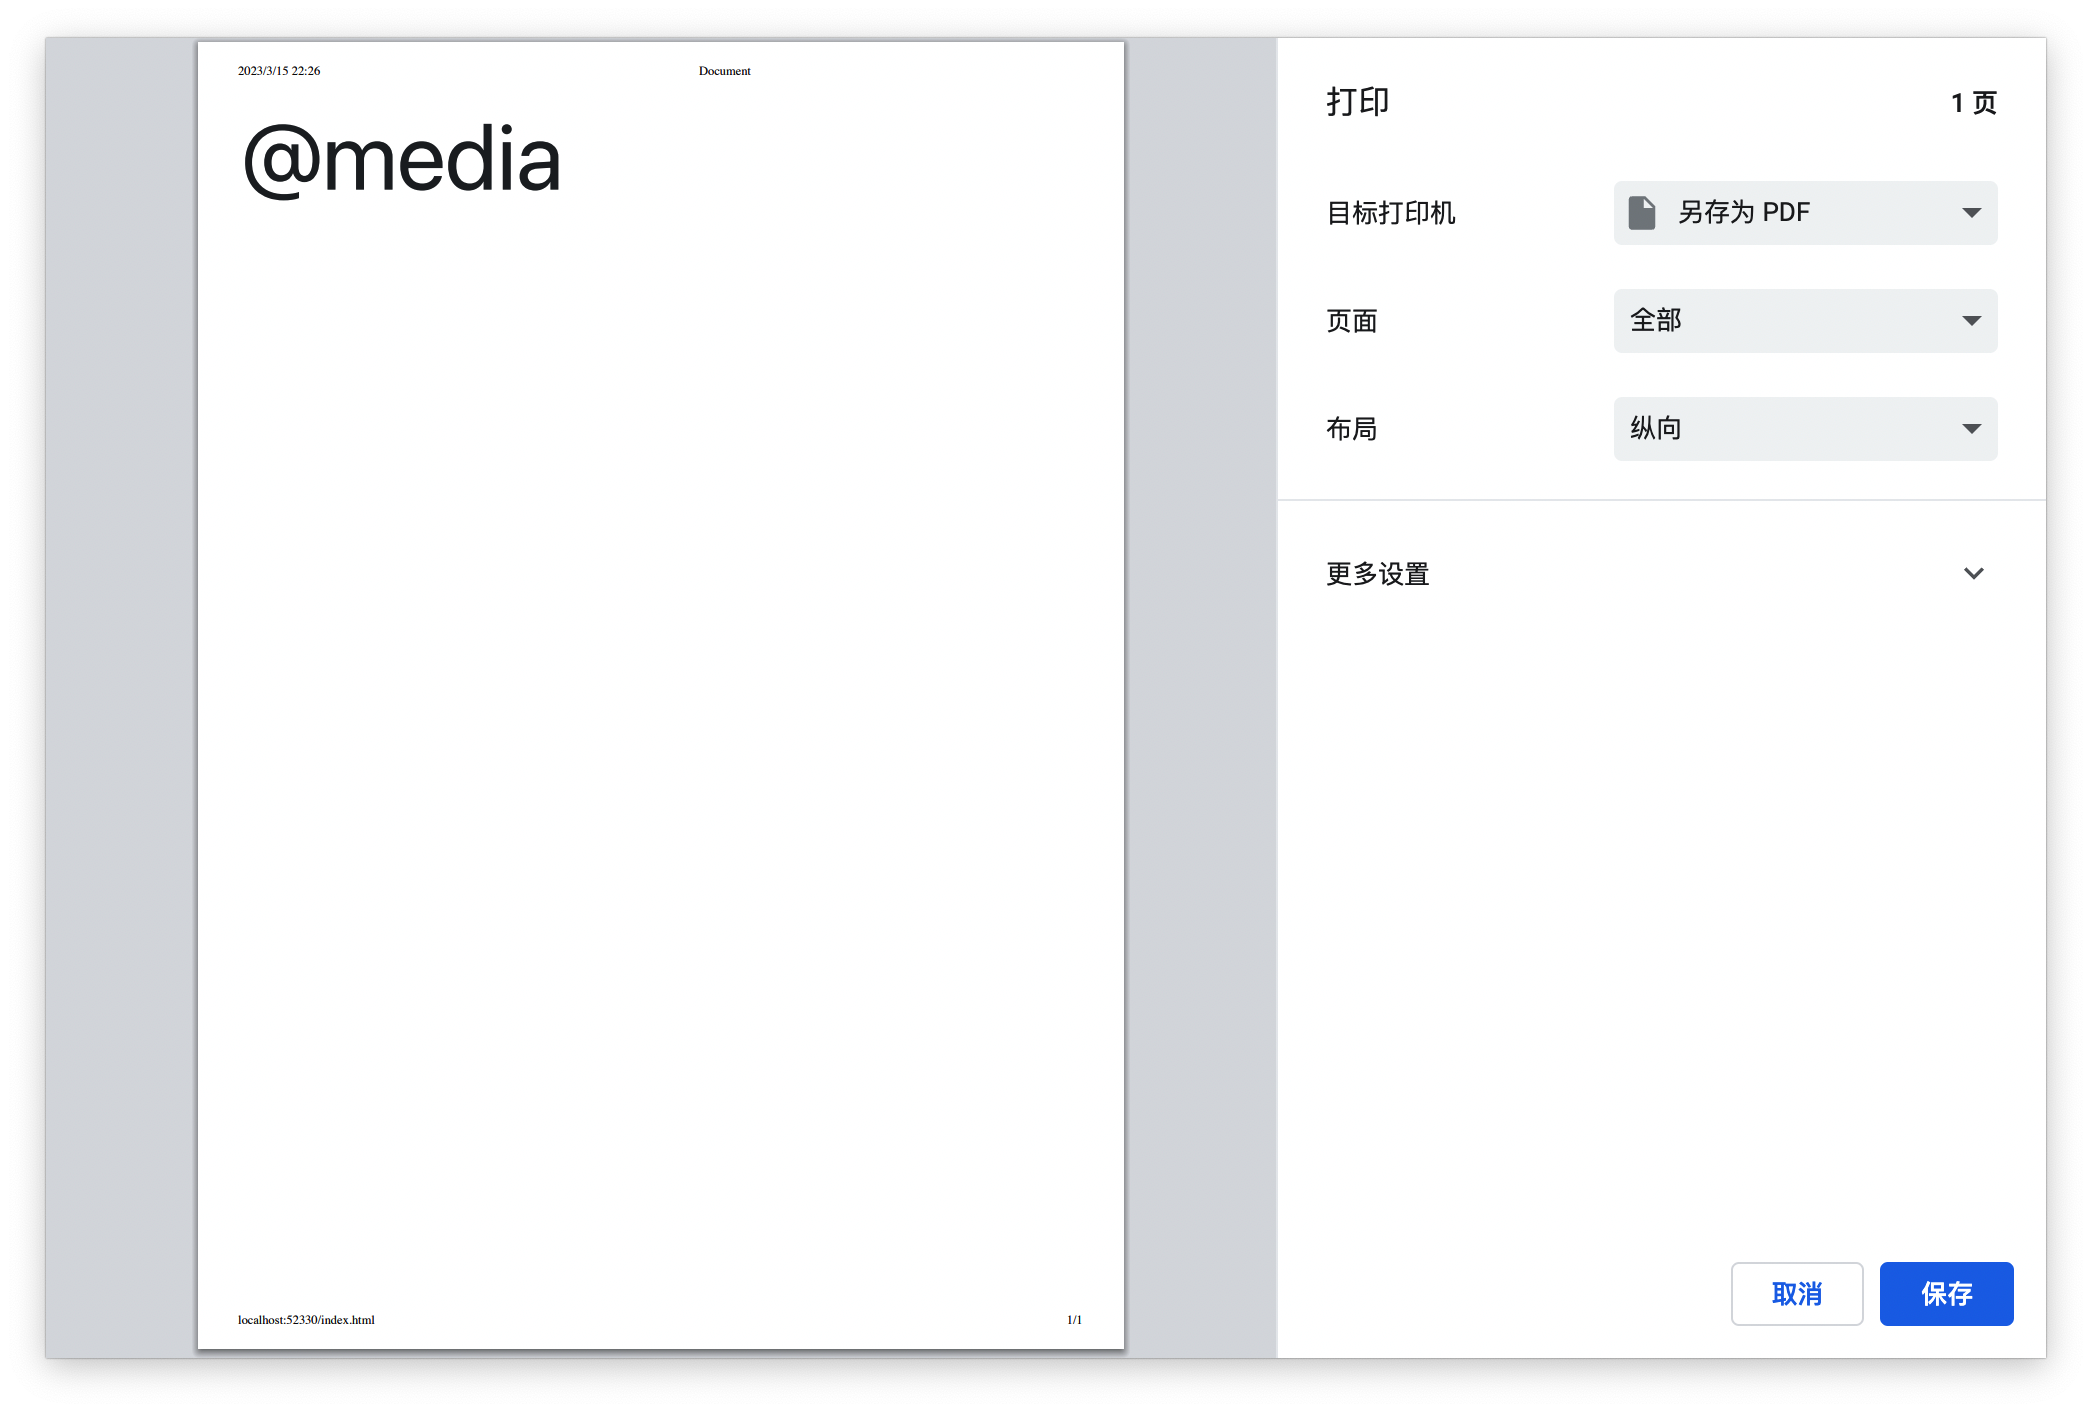 2023/3/15 22:26 Document
@media
localhost:52330/index.html 1/1
打印 1 页
目标打印机 另存为 PDF
页面 全部
布局 纵向
更多设置
取消 保存